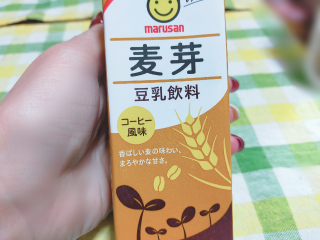 marusan
麦芽
豆乳飲料
コーヒー
風味
香ばしい麦の味わい、
まろやかな甘さ。